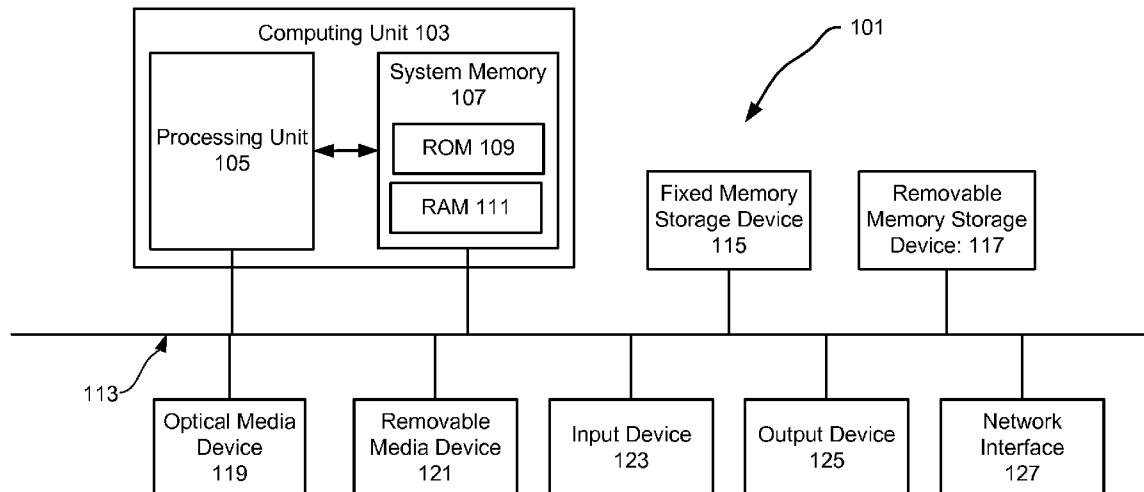 Computing Unit 103
Processing Unit
105
System Memory
107
ROM 109
RAM 111
101
Fixed Memory
Storage Device
115
Removable
Memory Storage
Device: 117
113
Optical Media
Device
119
Removable
Media Device
121
Input Device
123
Output Device
125
Network
Interface
127